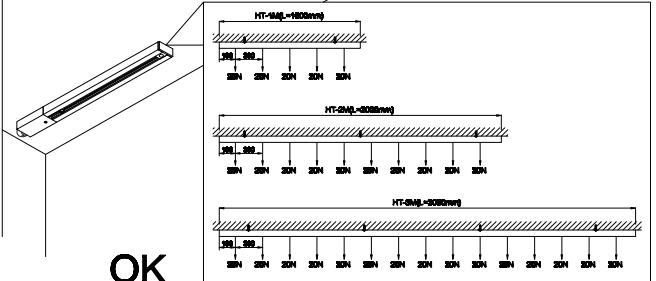 HT-1M(L=1000mm)
100 200
20N 20N 20N 20N 20N
HT-2M(L=2000mm)
100 200
20N 20N 20N 20N 20N 20N 20N 20N 20N 20N
HT-3M(L=3000mm)
100 200
20N 20N 20N 20N 20N 20N 20N 20N 20N 20N 20N 20N 20N 20N 20N
OK